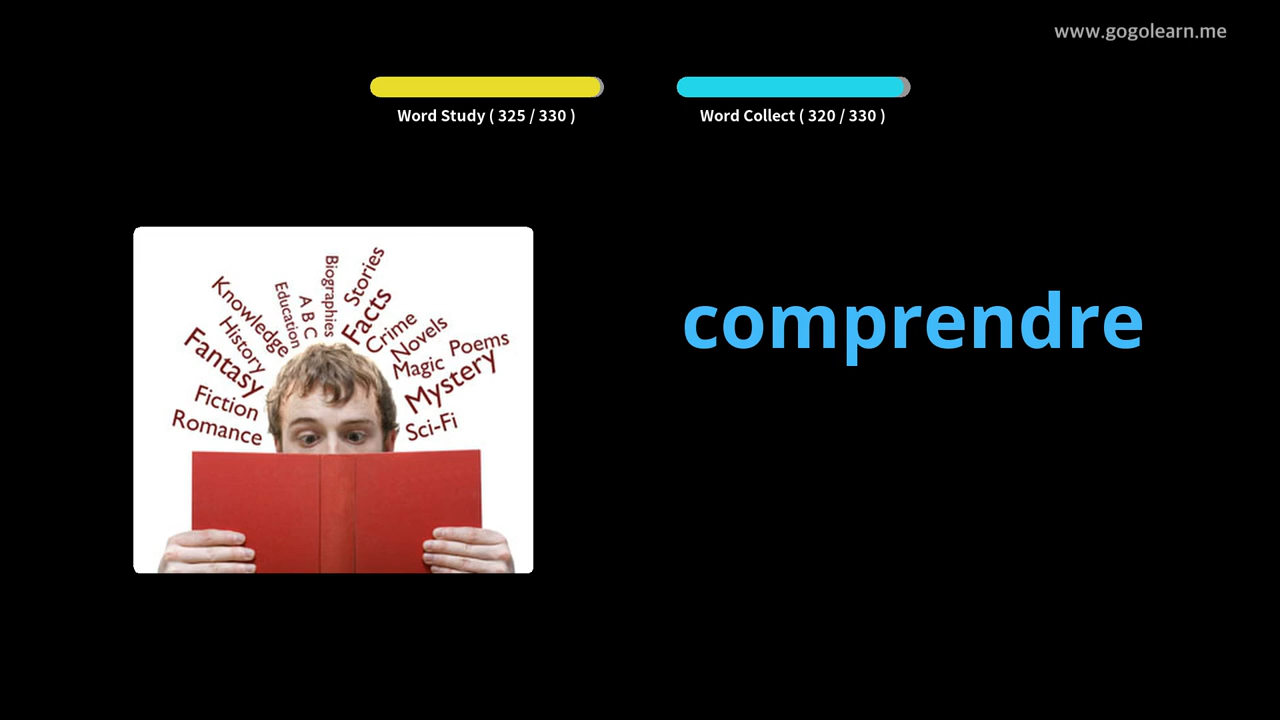 www.gogolearn.me
Word Study ( 325 / 330 )
Word Collect ( 320 / 330 )
comprendre
Knowledge
History
Fantasy
Fiction
Romance
Education
A B C
Biographies
Stories
Facts
Crime
Novels
Magic
Poems
Mystery
Sci-Fi